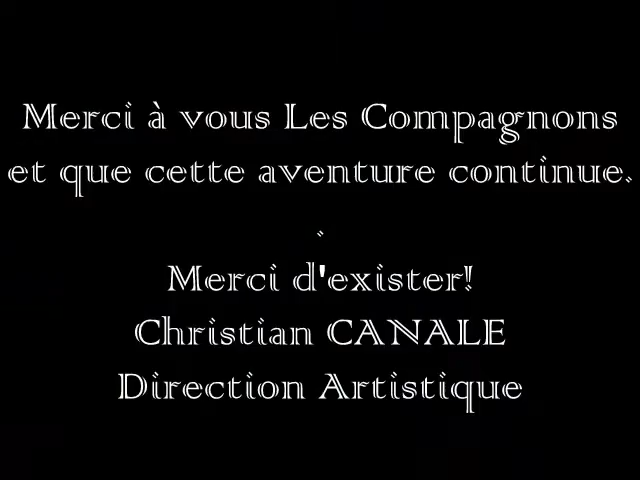 Merci à vous Les Compagnons
et que cette aventure continue.
.
Merci d'exister!
Christian CANALE
Direction Artistique